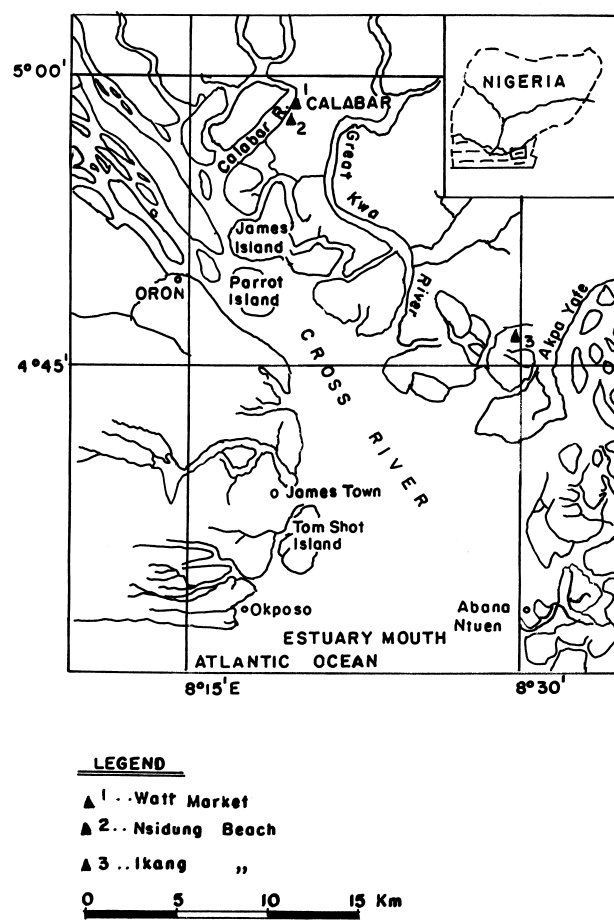 5°00'
NIGERIA
1
CALABAR
2
Calabar R.
Great Kwa River
James
Island
Parrot
Island
ORON
CROSS RIVER
3
Akpa Yafe
4°45'
James Town
Tom Shot
Island
Okposo
Abana
Ntuen
ESTUARY MOUTH
ATLANTIC OCEAN
8°15'E
8°30'
LEGEND
▲ 1 ..Watt Market
▲ 2.. Nsidung Beach
▲ 3 ..Ikang ,,
0 5 10 15 Km